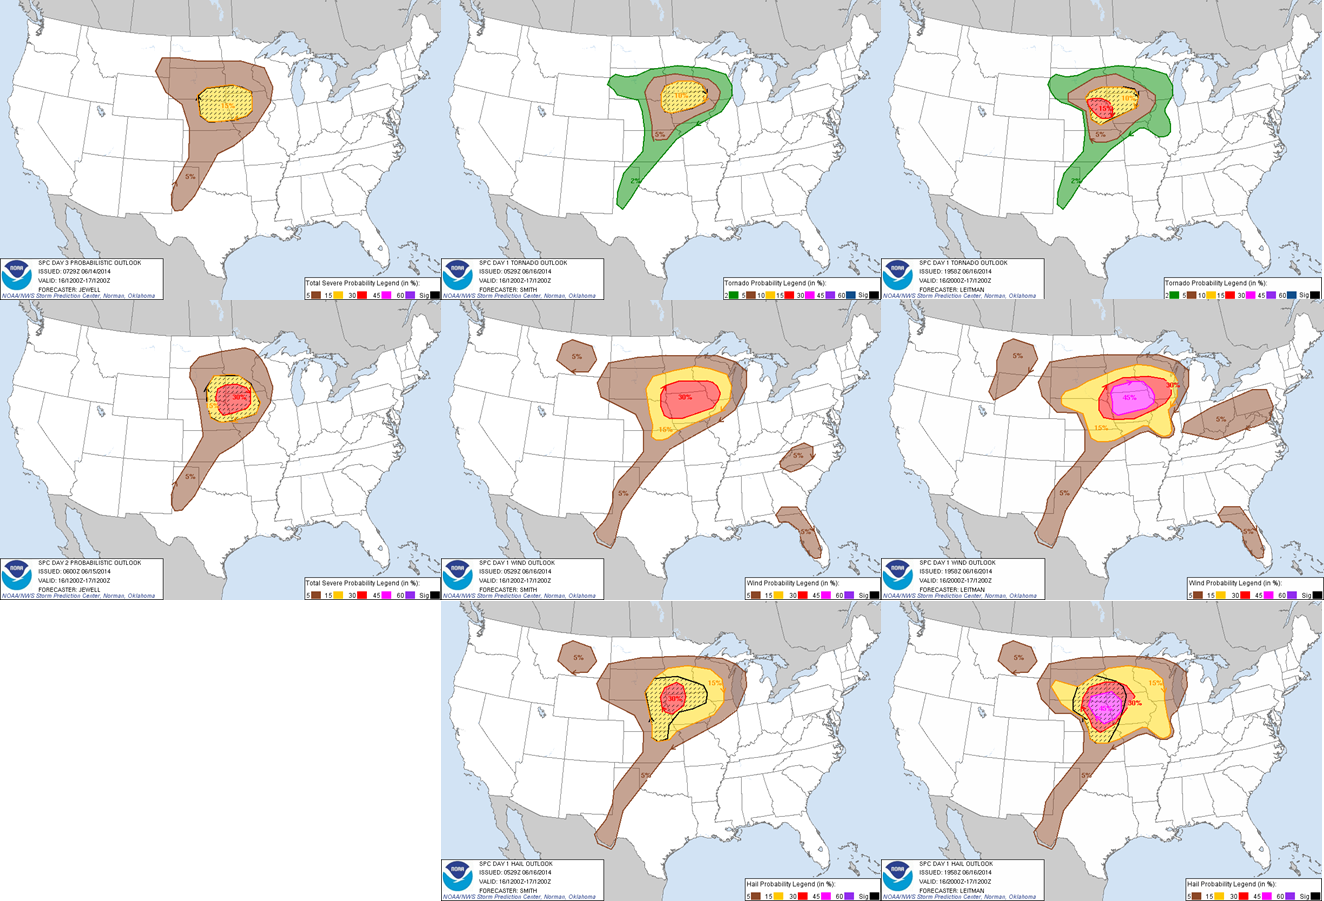 15%
5%
NOAA
SPC DAY 3 PROBABILISTIC OUTLOOK
ISSUED: 0729Z 06/14/2014
VALID: 16/1200Z-17/1200Z
FORECASTER: JEWELL
NOAA/NWS Storm Prediction Center, Norman, Oklahoma
Total Severe Probability Legend (in %):
5 15 30 45 60 Sig
10%
5%
2%
NOAA
SPC DAY 1 TORNADO OUTLOOK
ISSUED: 0529Z 06/16/2014
VALID: 16/1200Z-17/1200Z
FORECASTER: SMITH
NOAA/NWS Storm Prediction Center, Norman, Oklahoma
Tornado Probability Legend (in %):
2 5 10 15 30 45 60 Sig
10%
15%
5%
2%
NOAA
SPC DAY 1 TORNADO OUTLOOK
ISSUED: 1958Z 06/16/2014
VALID: 16/2000Z-17/1200Z
FORECASTER: LEITMAN
NOAA/NWS Storm Prediction Center, Norman, Oklahoma
Tornado Probability Legend (in %):
2 5 10 15 30 45 60 Sig
30%
5%
NOAA
SPC DAY 2 PROBABILISTIC OUTLOOK
ISSUED: 0600Z 06/15/2014
VALID: 16/1200Z-17/1200Z
FORECASTER: JEWELL
NOAA/NWS Storm Prediction Center, Norman, Oklahoma
Total Severe Probability Legend (in %):
5 15 30 45 60 Sig
5%
30%
15%
5%
5%
5%
NOAA
SPC DAY 1 WIND OUTLOOK
ISSUED: 0529Z 06/16/2014
VALID: 16/1200Z-17/1200Z
FORECASTER: SMITH
NOAA/NWS Storm Prediction Center, Norman, Oklahoma
Wind Probability Legend (in %):
5 15 30 45 60 Sig
5%
30%
45%
5%
15%
5%
5%
NOAA
SPC DAY 1 WIND OUTLOOK
ISSUED: 1958Z 06/16/2014
VALID: 16/2000Z-17/1200Z
FORECASTER: LEITMAN
NOAA/NWS Storm Prediction Center, Norman, Oklahoma
Wind Probability Legend (in %):
5 15 30 45 60 Sig
5%
15%
30%
5%
NOAA
SPC DAY 1 HAIL OUTLOOK
ISSUED: 0529Z 06/16/2014
VALID: 16/1200Z-17/1200Z
FORECASTER: SMITH
NOAA/NWS Storm Prediction Center, Norman, Oklahoma
Hail Probability Legend (in %):
5 15 30 45 60 Sig
5%
15%
30%
45%
5%
NOAA
SPC DAY 1 HAIL OUTLOOK
ISSUED: 1958Z 06/16/2014
VALID: 16/2000Z-17/1200Z
FORECASTER: LEITMAN
NOAA/NWS Storm Prediction Center, Norman, Oklahoma
Hail Probability Legend (in %):
5 15 30 45 60 Sig